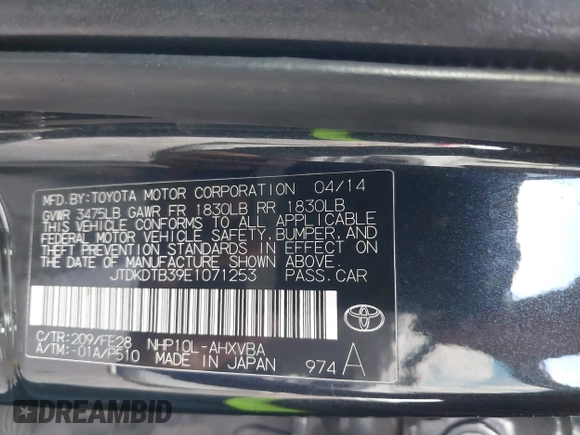 MFD.BY:TOYOTA MOTOR CORPORATION 04/14
GVWR 3475LB GAWR FR 1830LB RR 1830LB
THIS VEHICLE CONFORMS TO ALL APPLICABLE
FEDERAL MOTOR VEHICLE SAFETY,BUMPER,AND
THEFT PREVENTION STANDARDS IN EFFECT ON
THE DATE OF MANUFACTURE SHOWN ABOVE.
JTDKDTB39E1071253 PASS.CAR
C/TR:209/FE28 NHP10L-AHXVBA
A/TM:-01A/P510 MADE IN JAPAN 974 A
TOYOTA
DREAMBID